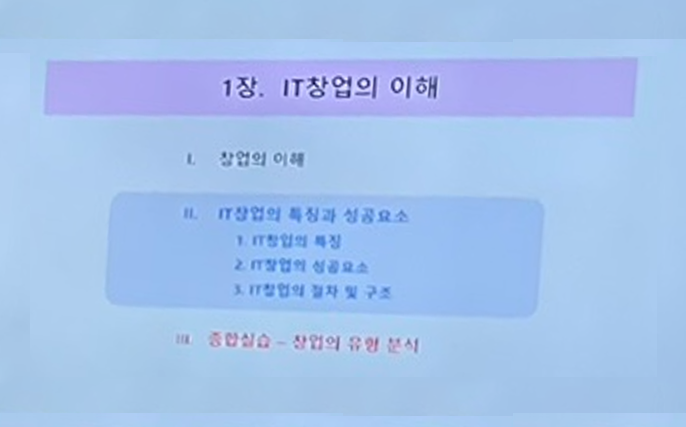 1장. IT창업의 이해
I. 창업의 이해
II. IT창업의 특징과 성공요소
1. IT창업의 특징
2. IT창업의 성공요소
3. IT창업의 절차 및 구조
III. 종합실습 – 창업의 유형 분석